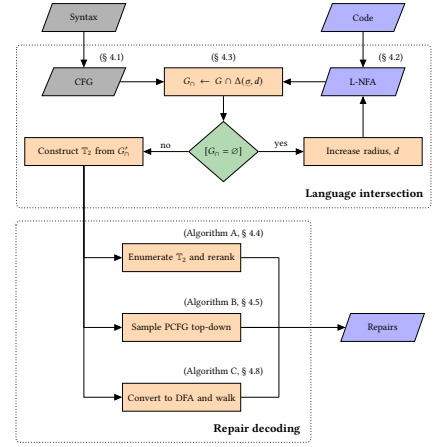 Syntax
Code
(§ 4.1)
(§ 4.3)
(§ 4.2)
CFG
G∩ ← G ∩ Δ(σ, d)
L-NFA
[G∩ = ∅]
no
yes
Construct 𝕋₂ from G′∩
Increase radius, d
Language intersection
(Algorithm A, § 4.4)
Enumerate 𝕋₂ and rerank
(Algorithm B, § 4.5)
Sample PCFG top-down
Repairs
(Algorithm C, § 4.8)
Convert to DFA and walk
Repair decoding